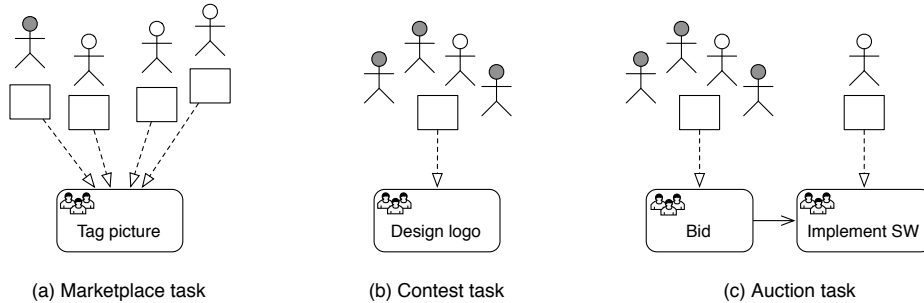 Tag picture
Design logo
Bid
Implement SW
(a) Marketplace task
(b) Contest task
(c) Auction task